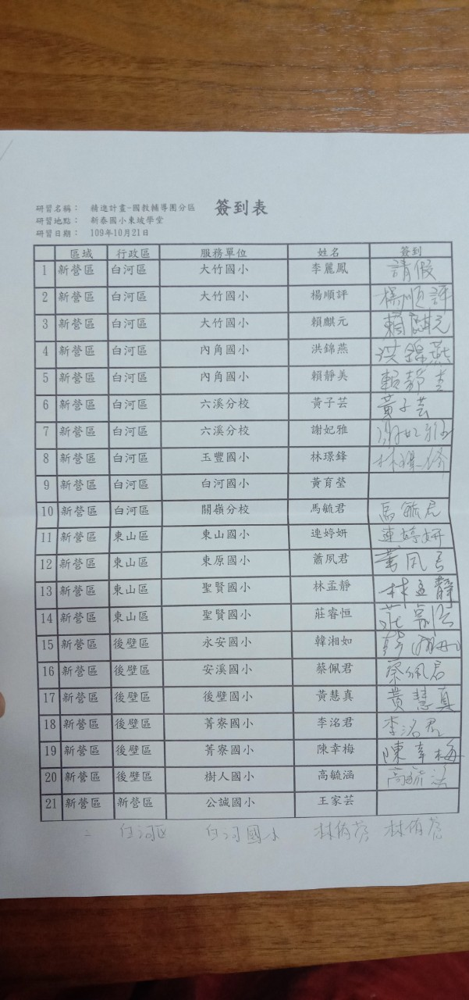 簽到表
研習名稱： 精進計畫-國教輔導團分區
研習地點： 新泰國小東坡學堂
研習日期： 109年10月21日
區域 行政區 服務單位 姓名 簽到
1 新營區 白河區 大竹國小 李麗鳳 請假
2 新營區 白河區 大竹國小 楊順評 楊順評
3 新營區 白河區 大竹國小 賴麒元 賴麒元
4 新營區 白河區 內角國小 洪錦燕 洪錦燕
5 新營區 白河區 內角國小 賴靜美 賴靜
6 新營區 白河區 六溪分校 黃子芸 黃子芸
7 新營區 白河區 六溪分校 謝妃雅 謝妃雅
8 新營區 白河區 玉豐國小 林璟鋒 林璟鋒
9 新營區 白河區 白河國小 黃育瑩
10 新營區 白河區 關嶺分校 馬毓君 馬毓君
11 新營區 東山區 東山國小 連婷妍 連婷妍
12 新營區 東山區 東原國小 蕭夙君 蕭夙君
13 新營區 東山區 聖賢國小 林孟靜 林孟靜
14 新營區 東山區 聖賢國小 莊睿恒 莊
15 新營區 後壁區 永安國小 韓湘如 韓湘如
16 新營區 後壁區 安溪國小 蔡佩君 蔡佩君
17 新營區 後壁區 後壁國小 黃慧真 黃慧真
18 新營區 後壁區 菁寮國小 李洺君 李洺君
19 新營區 後壁區 菁寮國小 陳幸梅 陳幸梅
20 新營區 後壁區 樹人國小 高毓涵 高毓涵
21 新營區 新營區 公誠國小 王家芸
白河區 白河國小 林侑蓉 林侑蓉